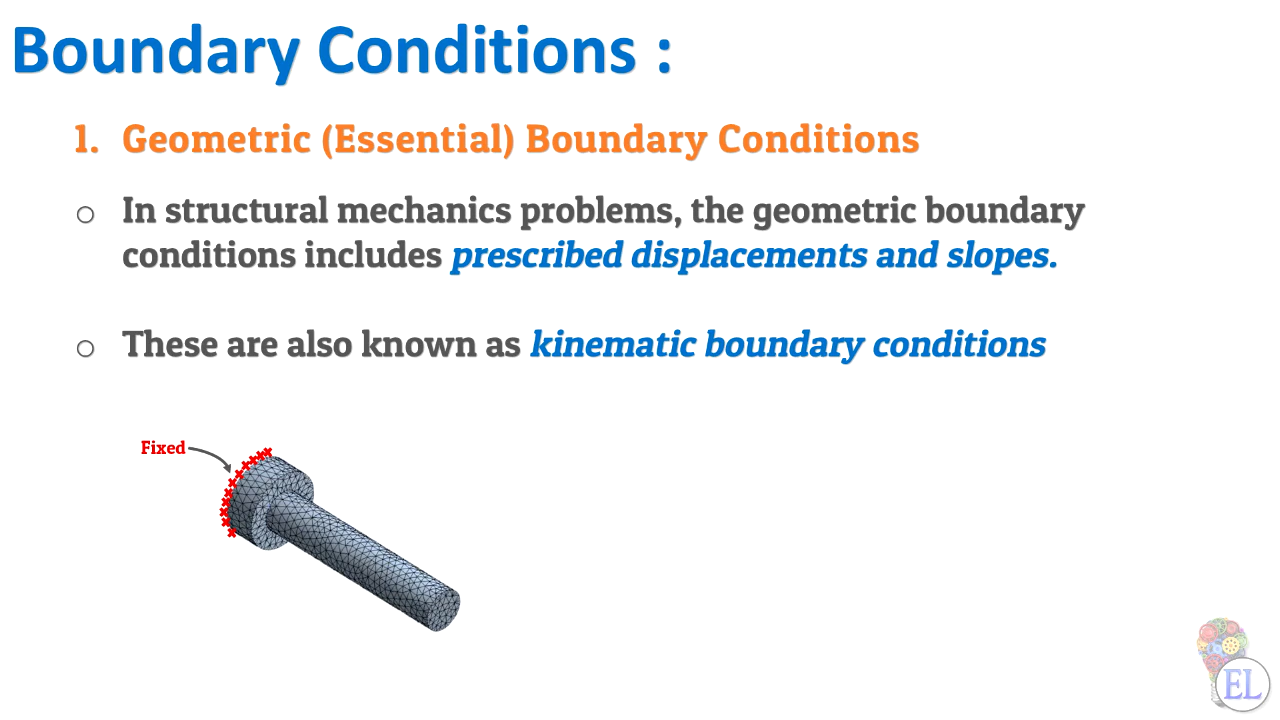 Boundary Conditions :
1. Geometric (Essential) Boundary Conditions
○ In structural mechanics problems, the geometric boundary
conditions includes prescribed displacements and slopes.
○ These are also known as kinematic boundary conditions
Fixed
EL